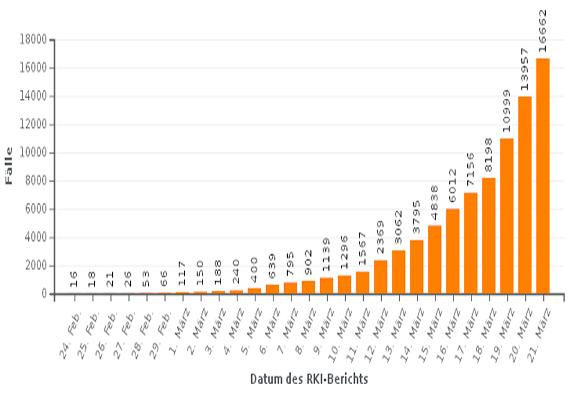 18000
16000
14000
12000
10000
8000
6000
4000
2000
0
Fälle
16
18
21
26
53
66
117
150
188
240
400
639
795
902
1139
1296
1567
2369
3062
3795
4838
6012
7156
8198
10999
13957
16662
24. Feb.
25. Feb.
26. Feb.
27. Feb.
28. Feb.
29. Feb.
1. März
2. März
3. März
4. März
5. März
6. März
7. März
8. März
9. März
10. März
11. März
12. März
13. März
14. März
15. März
16. März
17. März
18. März
19. März
20. März
21. März
Datum des RKI-Berichts